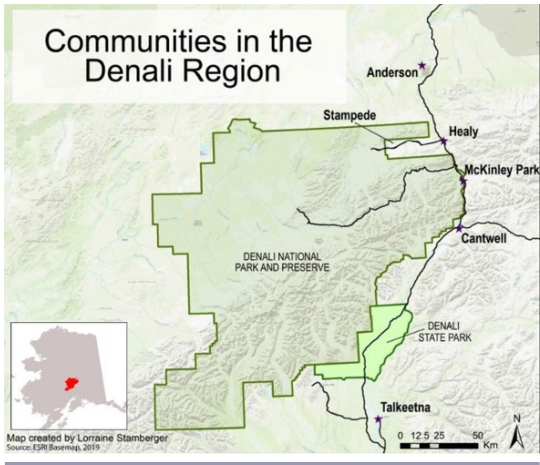 Communities in the
Denali Region
Anderson
Stampede
Healy
McKinley Park
Cantwell
DENALI NATIONAL
PARK AND PRESERVE
DENALI
STATE PARK
Talkeetna
Map created by Lorraine Stamberger
Source: ESRI Basemap, 2019
N
0 12.5 25 50
Km